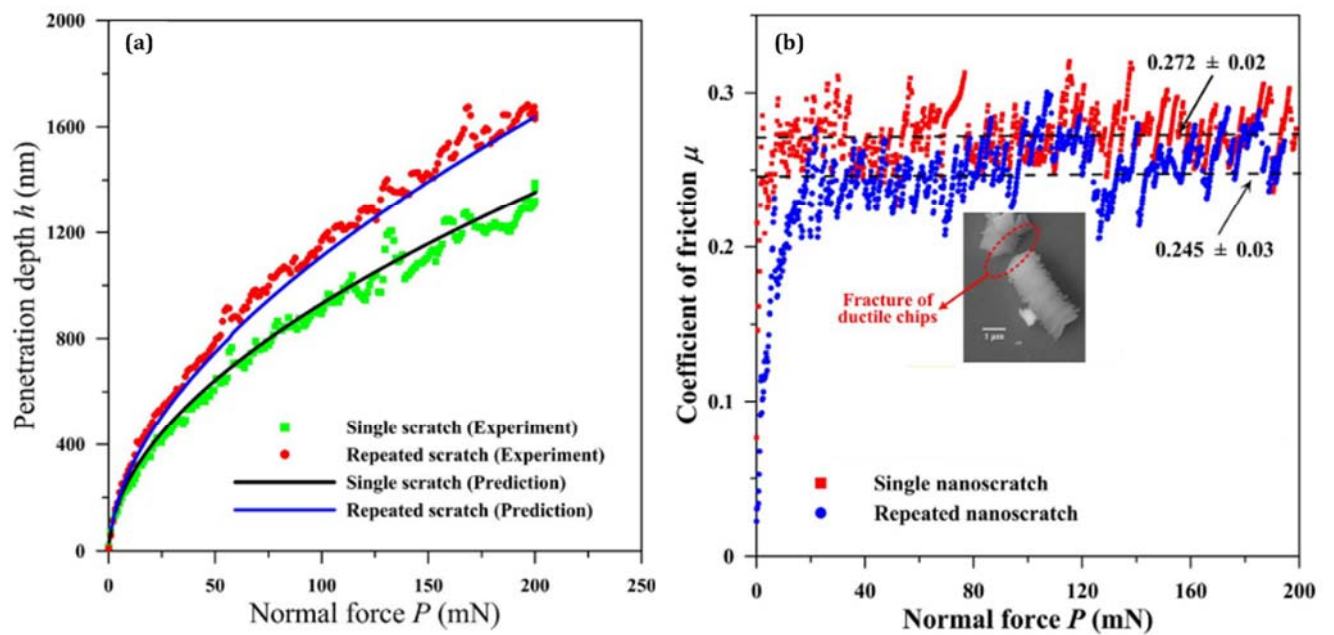 (a)
Penetration depth h (nm)
2000
1600
1200
800
400
0
0 50 100 150 200 250
Normal force P (mN)
Single scratch (Experiment)
Repeated scratch (Experiment)
Single scratch (Prediction)
Repeated scratch (Prediction)
(b)
Coefficient of friction μ
0.3
0.2
0.1
0
0 40 80 120 160 200
Normal force P (mN)
0.272 ± 0.02
0.245 ± 0.03
Fracture of
ductile chips
1 μm
Single nanoscratch
Repeated nanoscratch